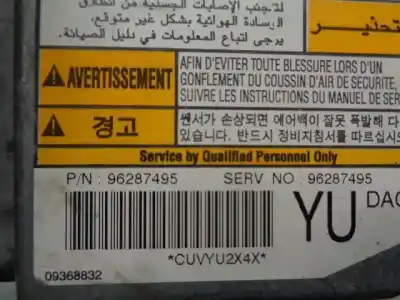 لتجنب الإصابات الجسدية من انطلاق
الوسادة الهوائية بشكل غير متوقع،
يرجى اتباع المعلومات في دليل الصيانة.
تحذير
AVERTISSEMENT
AFIN D'EVITER TOUTE BLESSURE LORS D'UN
GONFLEMENT DU COUSSIN D'AIR DE SECURITE,
SUIVRE LES INSTRUCTIONS DU MANUEL DE SER
경고
쎈서가 손상되면 에어백이 잘못 폭발해 다
있습니다. 반드시 정비지침서를 따르십시오
Service by Qualified Personnel Only
P/N : 96287495 SERV NO : 96287495
YU DAC
*CUVYU2X4X*
09368832